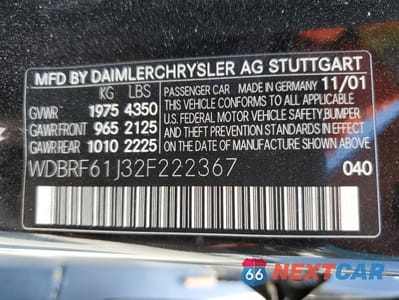 MFD. BY DAIMLERCHRYSLER AG STUTTGART
KG LBS PASSENGER CAR MADE IN GERMANY 11/01
GVWR 1975 4350 THIS VEHICLE CONFORMS TO ALL APPLICABLE
GAWR FRONT 965 2125 U.S. FEDERAL MOTOR VEHICLE SAFETY, BUMPER
GAWR REAR 1010 2225 AND THEFT PREVENTION STANDARDS IN EFFECT
ON THE DATE OF MANUFACTURE SHOWN ABOVE.
WDBRF61J32F222367 040
66 NEXTCAR